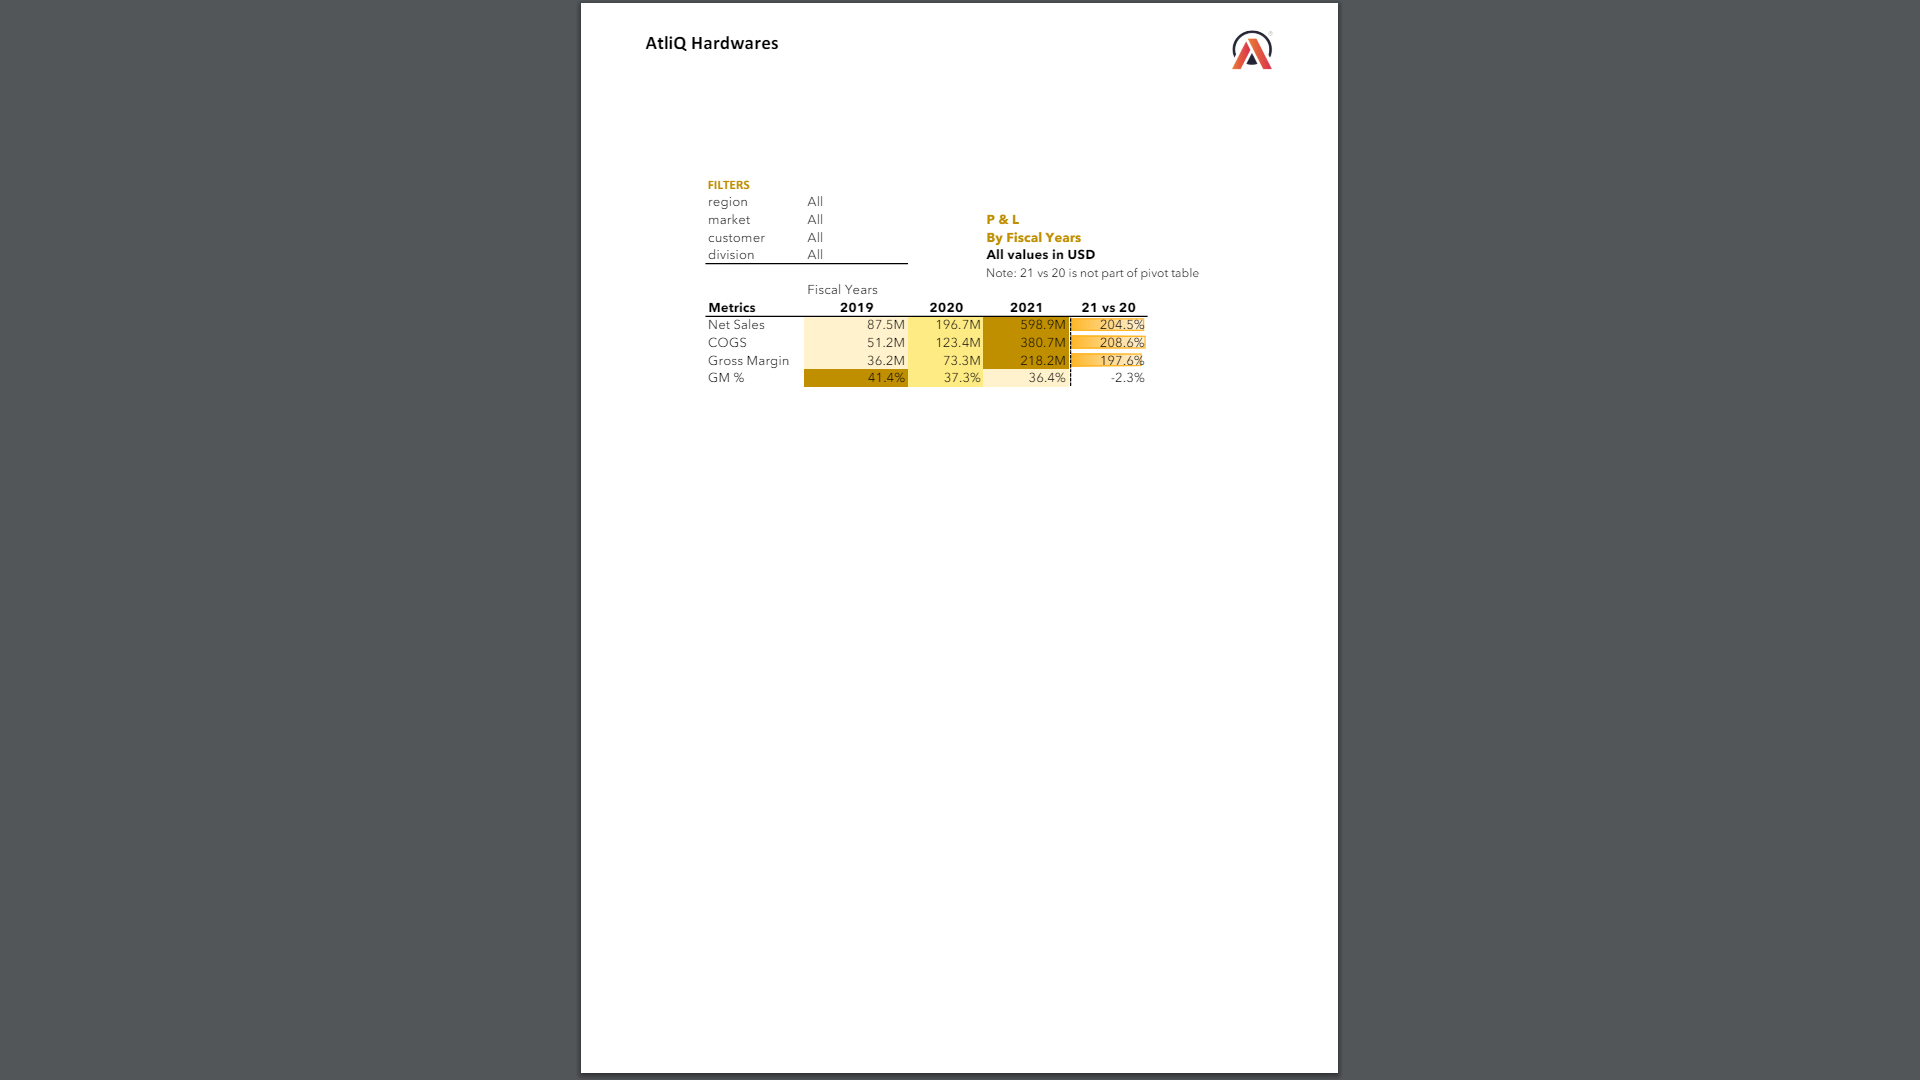 AtliQ Hardwares
FILTERS
region All
market All
customer All
division All
P & L
By Fiscal Years
All values in USD
Note: 21 vs 20 is not part of pivot table
Fiscal Years
Metrics 2019 2020 2021 21 vs 20
Net Sales 87.5M 196.7M 598.9M 204.5%
COGS 51.2M 123.4M 380.7M 208.6%
Gross Margin 36.2M 73.3M 218.2M 197.6%
GM % 41.4% 37.3% 36.4% -2.3%